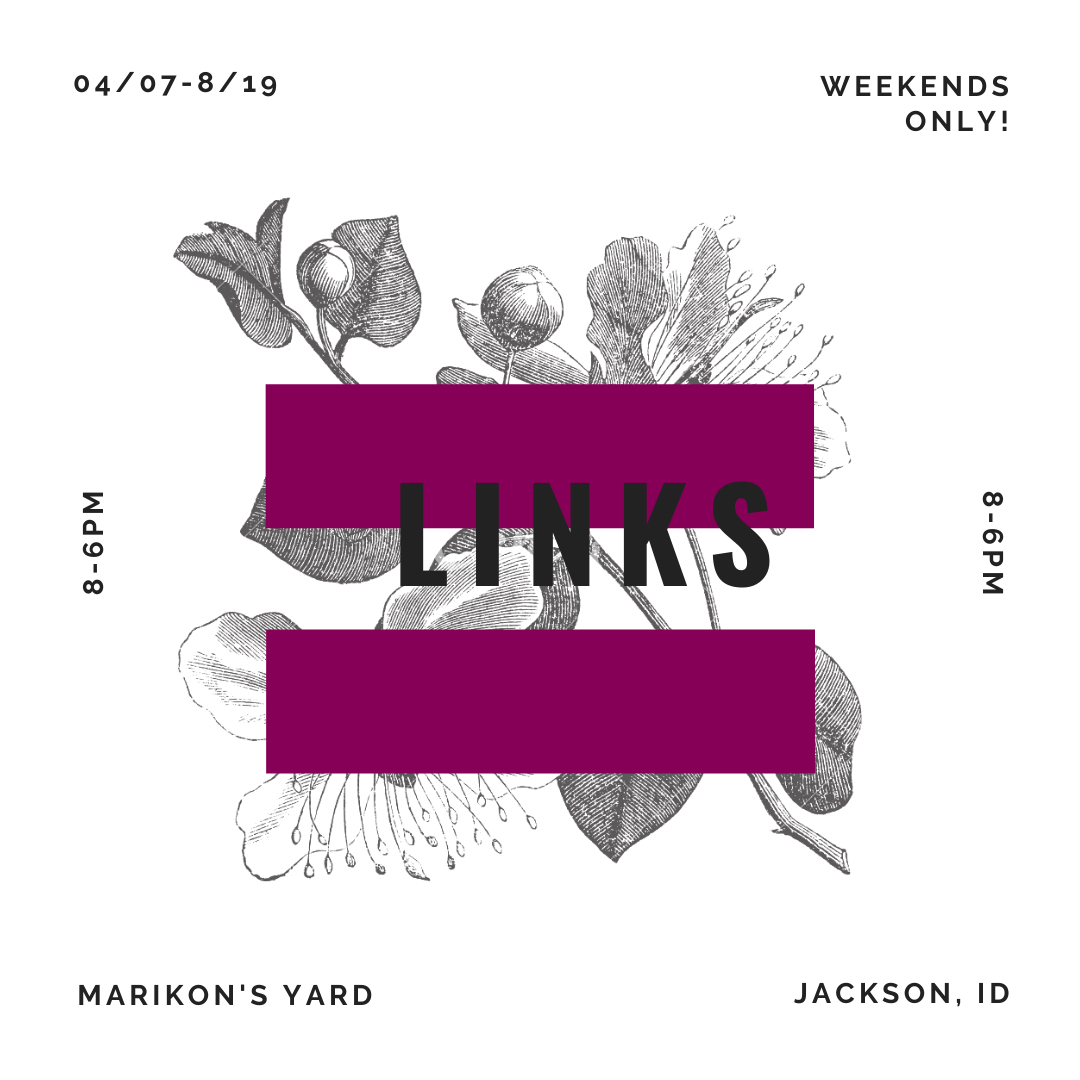 04/07-8/19
WEEKENDS
ONLY!
8-6PM
LINKS
8-6PM
MARIKON'S YARD
JACKSON, ID